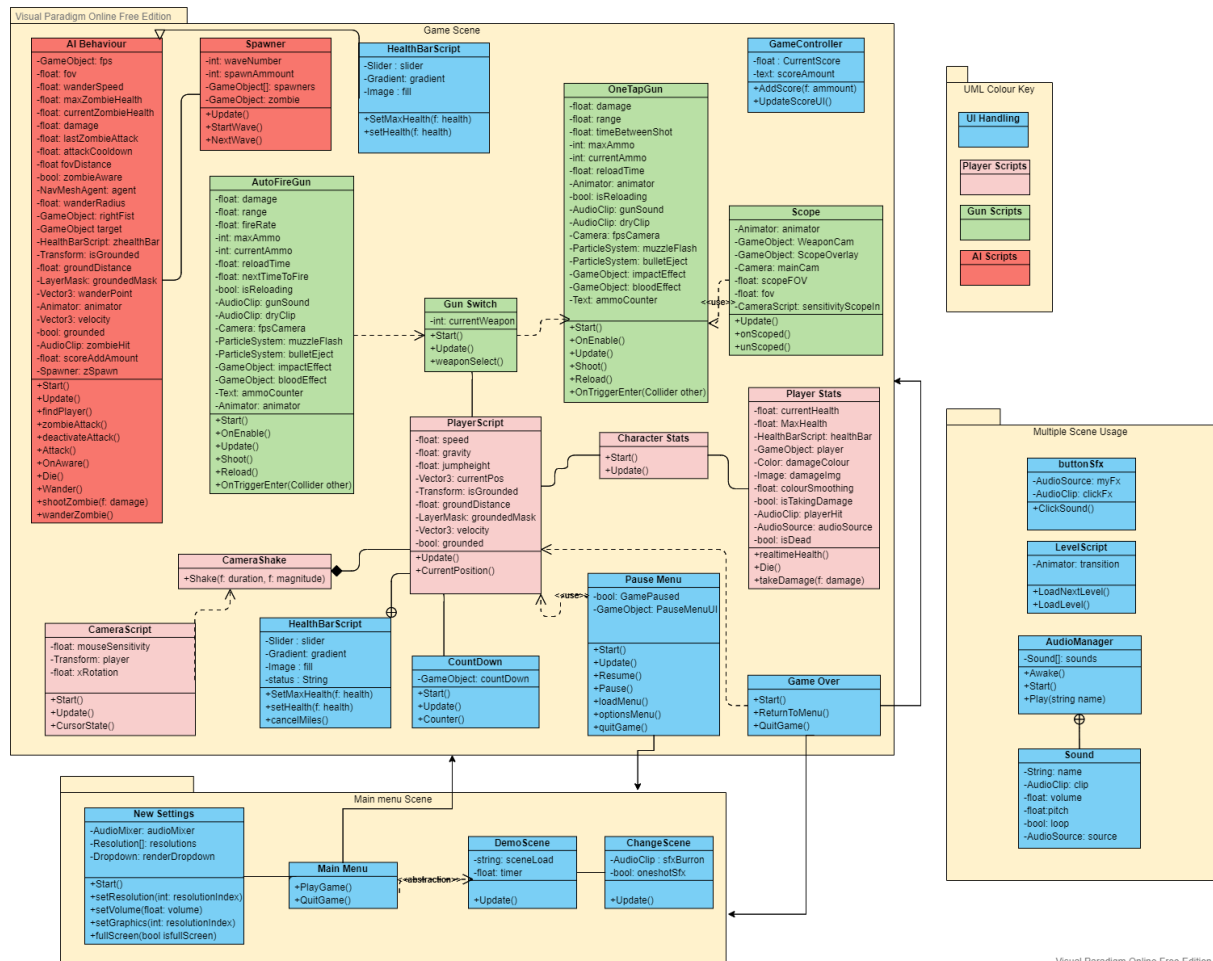 Visual Paradigm Online Free Edition
Game Scene
AI Behaviour
-GameObject: fps
-float: fov
-float: wanderSpeed
-float: maxZombieHealth
-float: currentZombieHealth
-float: damage
-float: lastZombieAttack
-float: attackCooldown
-float fovDistance
-bool: zombieAware
-NavMeshAgent: agent
-float: wanderRadius
-GameObject: rightFist
-GameObject target
-HealthBarScript: zhealthBar
-Transform: isGrounded
-float: groundDistance
-LayerMask: groundedMask
-Vector3: wanderPoint
-Animator: animator
-Vector3: velocity
-bool: grounded
-AudioClip: zombieHit
-float: scoreAddAmount
-Spawner: zSpawn
+Start()
+Update()
+findPlayer()
+zombieAttack()
+deactivateAttack()
+Attack()
+OnAware()
+Die()
+Wander()
+shootZombie(f: damage)
+wanderZombie()
Spawner
-int: waveNumber
-int: spawnAmmount
-GameObject[]: spawners
-GameObject: zombie
+Update()
+StartWave()
+NextWave()
HealthBarScript
-Slider : slider
-Gradient: gradient
-Image : fill
+SetMaxHealth(f: health)
+setHealth(f: health)
GameController
-float : CurrentScore
-text: scoreAmount
+AddScore(f: ammount)
+UpdateScoreUI()
OneTapGun
-float: damage
-float: range
-float: timeBetweenShot
-int: maxAmmo
-int: currentAmmo
-float: reloadTime
-Animator: animator
-bool: isReloading
-AudioClip: gunSound
-AudioClip: dryClip
-Camera: fpsCamera
-ParticleSystem: muzzleFlash
-ParticleSystem: bulletEject
-GameObject: impactEffect
-GameObject: bloodEffect
-Text: ammoCounter
+Start()
+OnEnable()
+Update()
+Shoot()
+Reload()
+OnTriggerEnter(Collider other)
AutoFireGun
-float: damage
-float: range
-float: fireRate
-int: maxAmmo
-int: currentAmmo
-float: reloadTime
-float: nextTimeToFire
-bool: isReloading
-AudioClip: gunSound
-AudioClip: dryClip
-Camera: fpsCamera
-ParticleSystem: muzzleFlash
-ParticleSystem: bulletEject
-GameObject: impactEffect
-GameObject: bloodEffect
-Text: ammoCounter
-Animator: animator
+Start()
+OnEnable()
+Update()
+Shoot()
+Reload()
+OnTriggerEnter(Collider other)
Scope
-Animator: animator
-GameObject: WeaponCam
-GameObject: ScopeOverlay
-Camera: mainCam
-float: scopeFOV
-float: fov
-CameraScript: sensitivityScopeIn
+Update()
+onScoped()
+unScoped()
<<use>>
Gun Switch
-int: currentWeapon
+Start()
+Update()
+weaponSelect()
PlayerScript
-float: speed
-float: gravity
-float: jumpheight
-Vector3: currentPos
-Transform: isGrounded
-float: groundDistance
-LayerMask: groundedMask
-Vector3: velocity
-bool: grounded
+Update()
+CurrentPosition()
Character Stats
+Start()
+Update()
Player Stats
-float: currentHealth
-float: MaxHealth
-HealthBarScript: healthBar
-GameObject: player
-Color: damageColour
-Image: damageImg
-float: colourSmoothing
-bool: isTakingDamage
-AudioClip: playerHit
-AudioSource: audioSource
-bool: isDead
+realtimeHealth()
+Die()
+takeDamage(f: damage)
CameraShake
+Shake(f: duration, f: magnitude)
CameraScript
-float: mouseSensitivity
-Transform: player
-float: xRotation
+Start()
+Update()
+CursorState()
HealthBarScript
-Slider : slider
-Gradient: gradient
-Image : fill
-status : String
+SetMaxHealth(f: health)
+setHealth(f: health)
+cancelMiles()
CountDown
-GameObject: countDown
+Start()
+Update()
+Counter()
<<use>>
Pause Menu
-bool: GamePaused
-GameObject: PauseMenuUI
+Start()
+Update()
+Resume()
+Pause()
+loadMenu()
+optionsMenu()
+quitGame()
Game Over
+Start()
+ReturnToMenu()
+QuitGame()
UML Colour Key
UI Handling
Player Scripts
Gun Scripts
AI Scripts
Multiple Scene Usage
buttonSfx
-AudioSource: myFx
-AudioClip: clickFx
+ClickSound()
LevelScript
-Animator: transition
+LoadNextLevel()
+LoadLevel()
AudioManager
-Sound[]: sounds
+Awake()
+Start()
+Play(string name)
Sound
-String: name
-AudioClip: clip
-float: volume
-float:pitch
-bool: loop
-AudioSource: source
Main menu Scene
New Settings
-AudioMixer: audioMixer
-Resolution[]: resolutions
-Dropdown: renderDropdown
+Start()
+setResolution(int: resolutionIndex)
+setVolume(float: volume)
+setGraphics(int: resolutionIndex)
+fullScreen(bool isfullScreen)
Main Menu
+PlayGame()
+QuitGame()
<<abstraction>>
DemoScene
-string: sceneLoad
-float: timer
+Update()
ChangeScene
-AudioClip : sfxBurron
-bool: oneshotSfx
+Update()
Visual Paradigm Online Free Edition